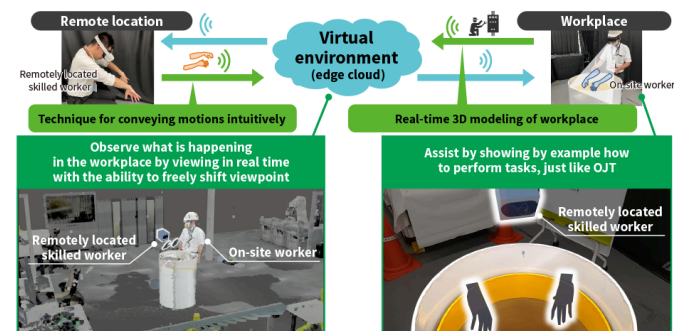 Remote location
Workplace
Virtual
environment
(edge cloud)
Remotely located
skilled worker
On-site worker
Technique for conveying motions intuitively
Real-time 3D modeling of workplace
Observe what is happening
in the workplace by viewing in real time
with the ability to freely shift viewpoint
Assist by showing by example how
to perform tasks, just like OJT
Remotely located
skilled worker
On-site worker
Remotely located
skilled worker